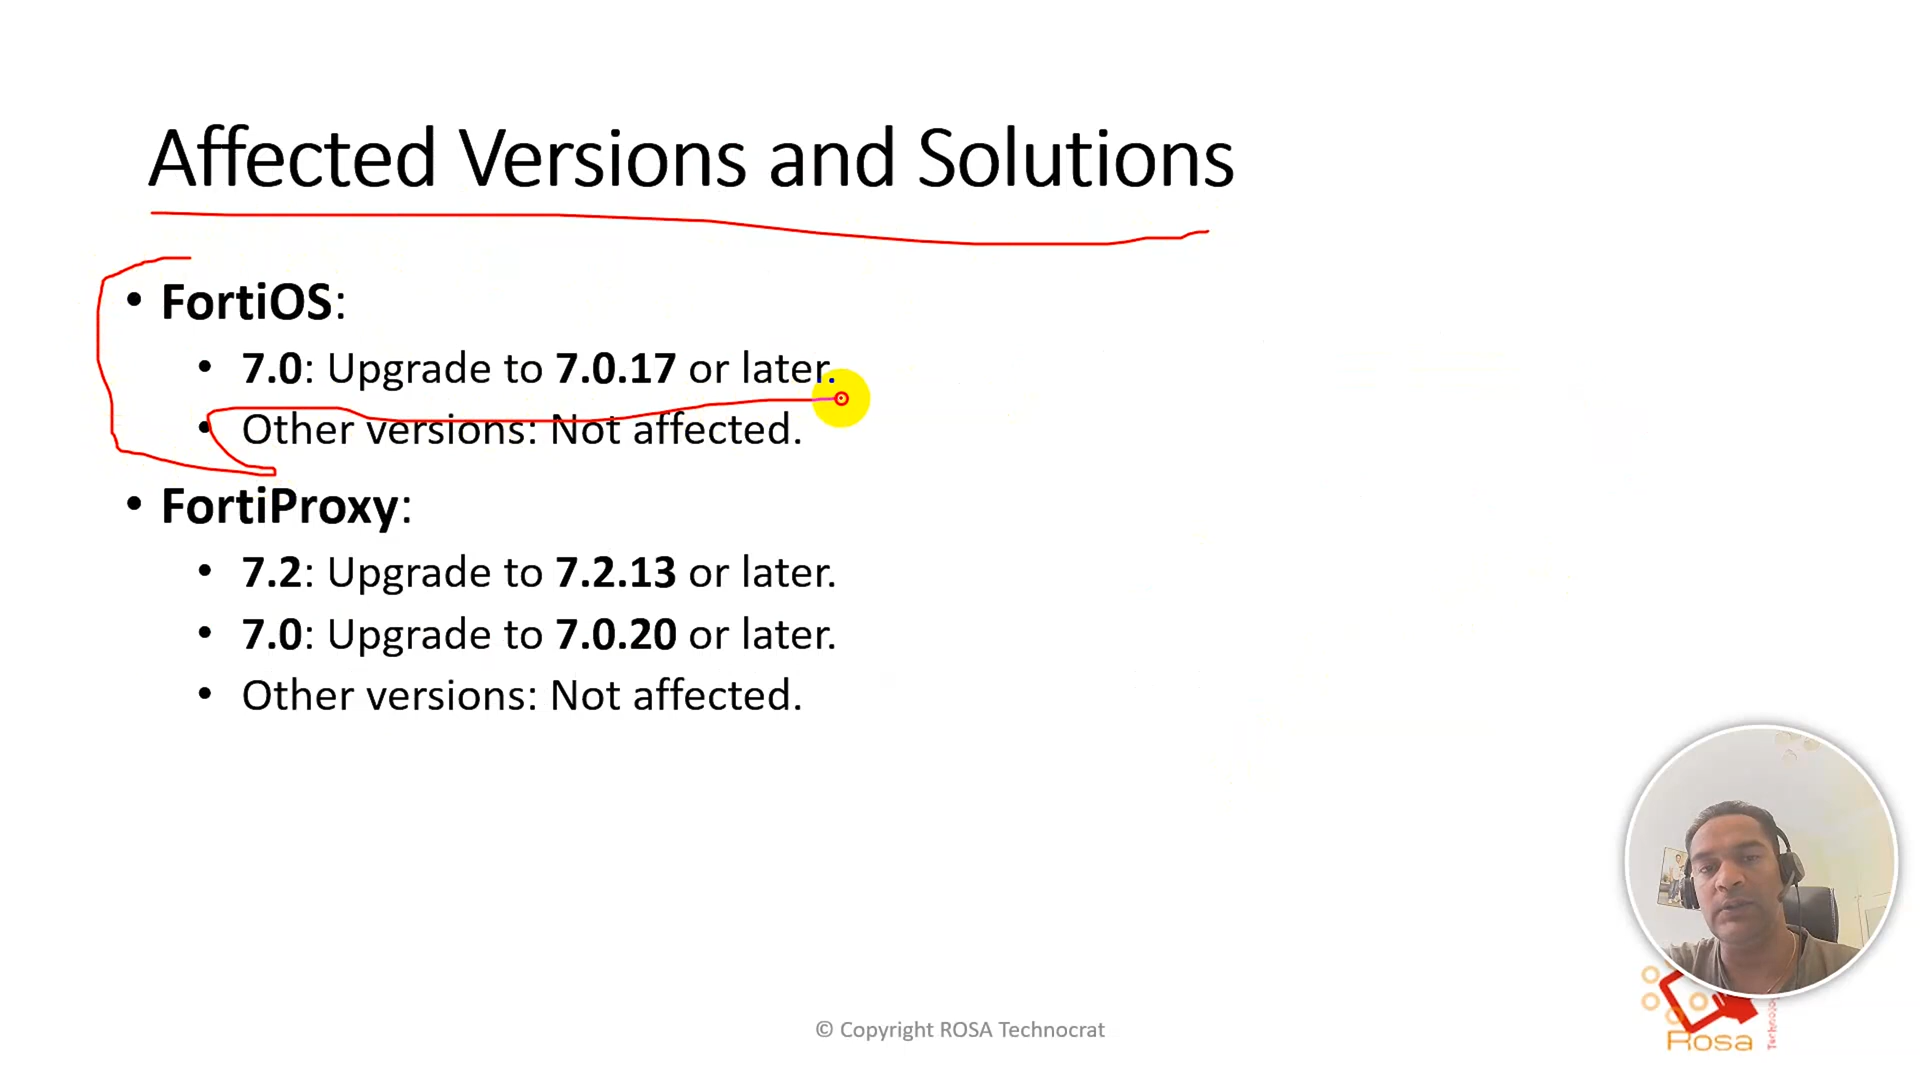 Affected Versions and Solutions
• FortiOS:
• 7.0: Upgrade to 7.0.17 or later.
• Other versions: Not affected.
• FortiProxy:
• 7.2: Upgrade to 7.2.13 or later.
• 7.0: Upgrade to 7.0.20 or later.
• Other versions: Not affected.
© Copyright ROSA Technocrat
Rosa